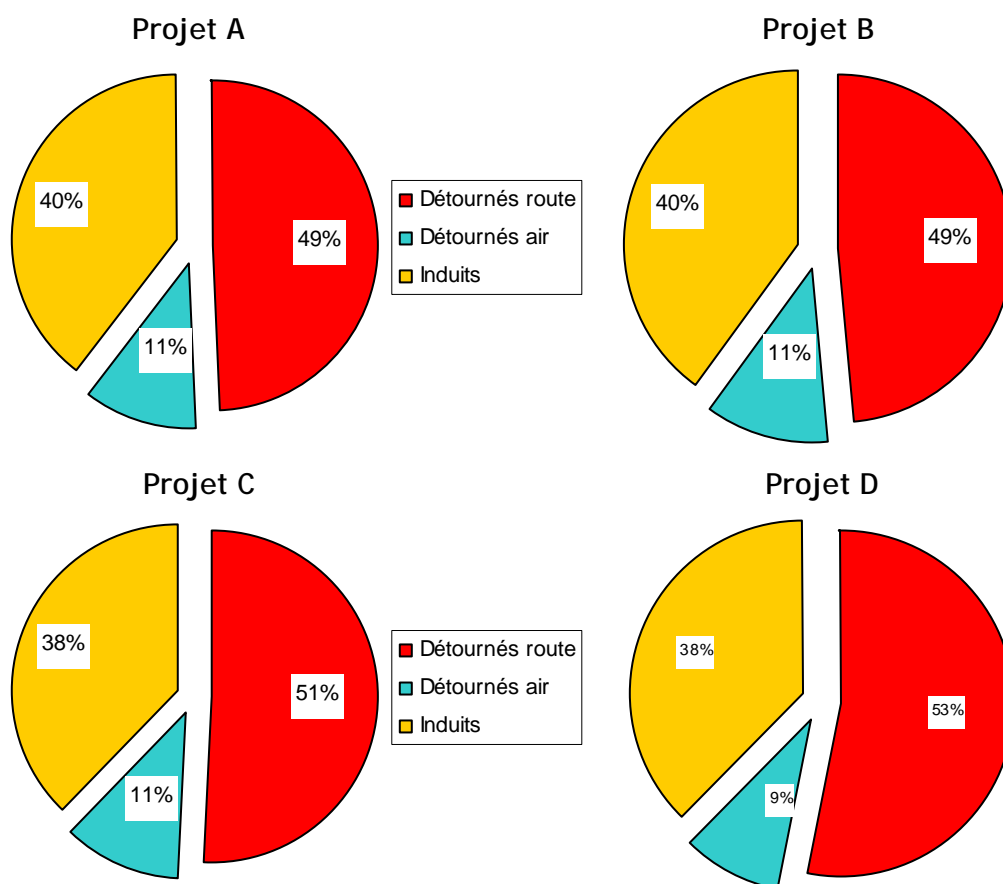 Projet A
40%
49%
11%
Détournés route
Détournés air
Induits
Projet B
40%
49%
11%
Projet C
38%
51%
11%
Détournés route
Détournés air
Induits
Projet D
38%
53%
9%